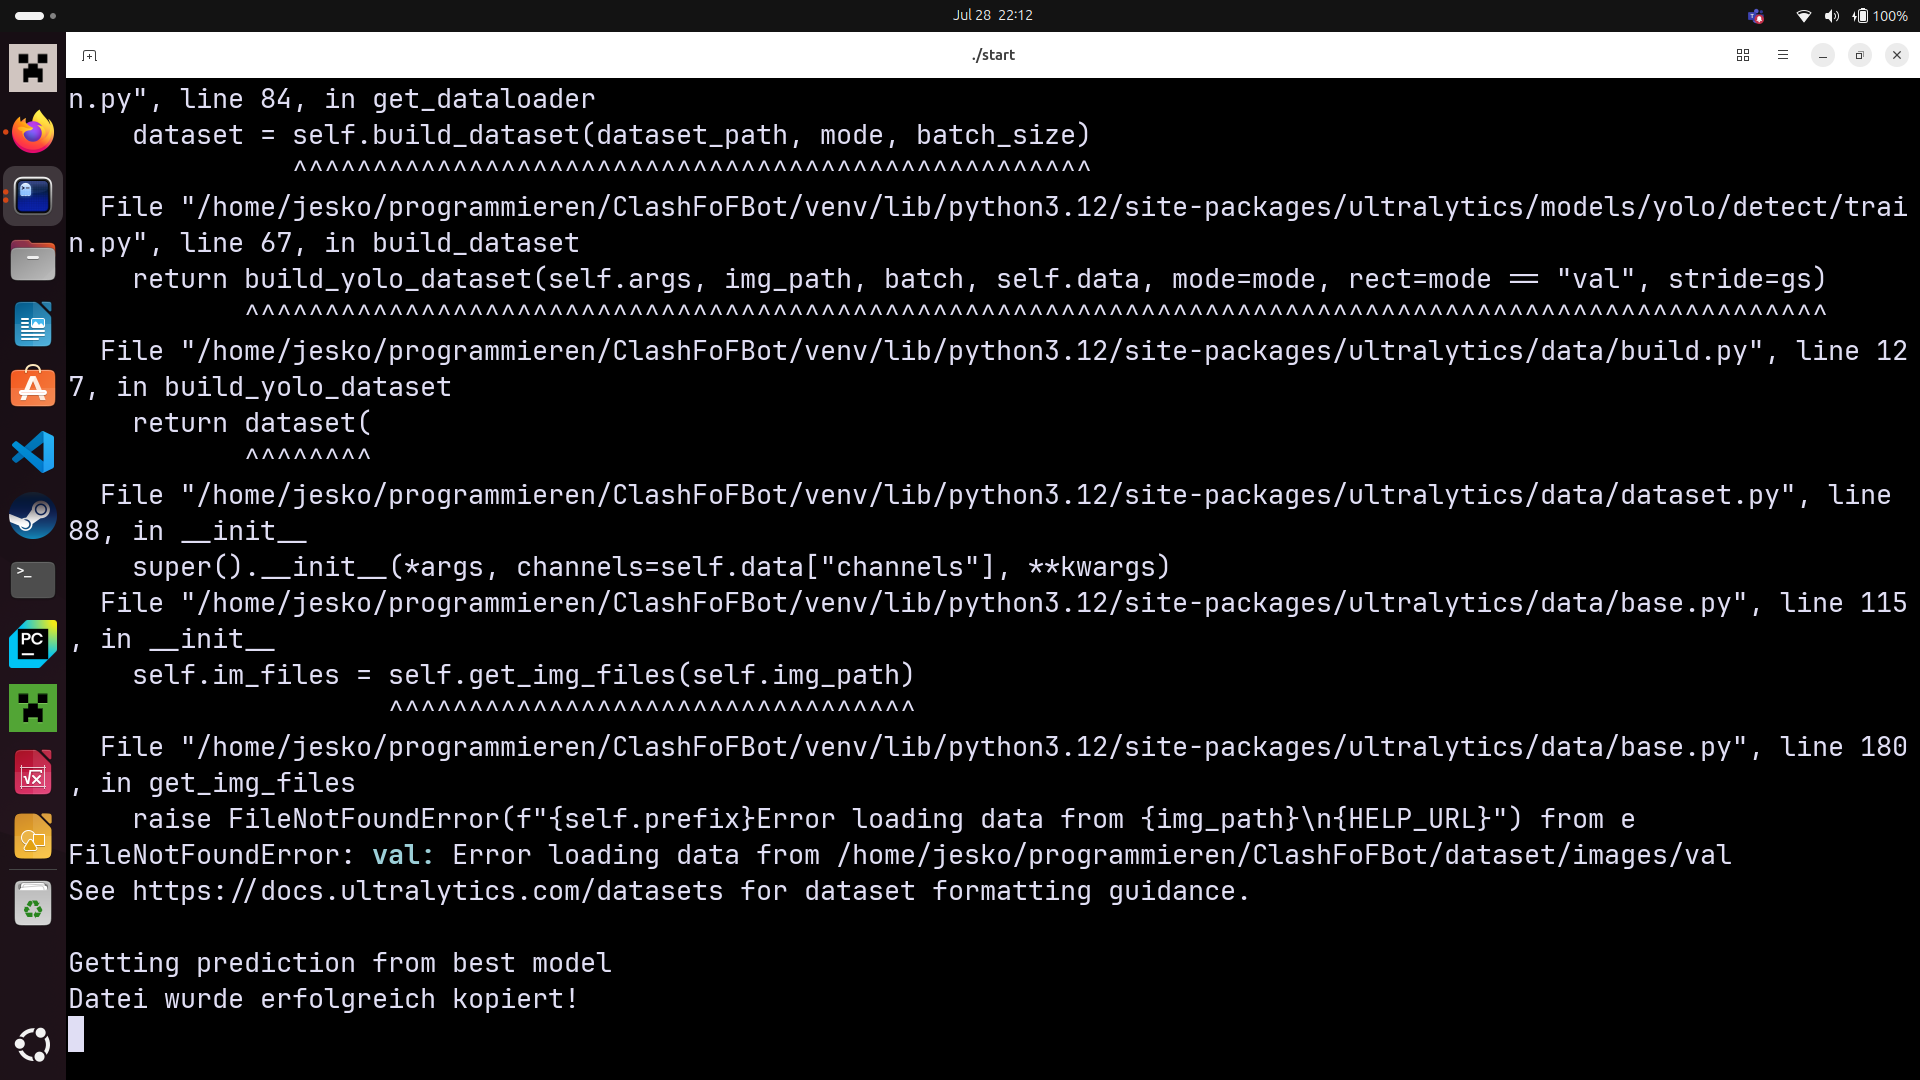 Jul 28 22:12
100%
./start
n.py", line 84, in get_dataloader
    dataset = self.build_dataset(dataset_path, mode, batch_size)
              ^^^^^^^^^^^^^^^^^^^^^^^^^^^^^^^^^^^^^^^^^^^^^^^^^^
  File "/home/jesko/programmieren/ClashFoFBot/venv/lib/python3.12/site-packages/ultralytics/models/yolo/detect/trai
n.py", line 67, in build_dataset
    return build_yolo_dataset(self.args, img_path, batch, self.data, mode=mode, rect=mode == "val", stride=gs)
           ^^^^^^^^^^^^^^^^^^^^^^^^^^^^^^^^^^^^^^^^^^^^^^^^^^^^^^^^^^^^^^^^^^^^^^^^^^^^^^^^^^^^^^^^^^^^^^^^^^^
  File "/home/jesko/programmieren/ClashFoFBot/venv/lib/python3.12/site-packages/ultralytics/data/build.py", line 12
7, in build_yolo_dataset
    return dataset(
           ^^^^^^^^
  File "/home/jesko/programmieren/ClashFoFBot/venv/lib/python3.12/site-packages/ultralytics/data/dataset.py", line
88, in __init__
    super().__init__(*args, channels=self.data["channels"], **kwargs)
  File "/home/jesko/programmieren/ClashFoFBot/venv/lib/python3.12/site-packages/ultralytics/data/base.py", line 115
, in __init__
    self.im_files = self.get_img_files(self.img_path)
                    ^^^^^^^^^^^^^^^^^^^^^^^^^^^^^^^^^
  File "/home/jesko/programmieren/ClashFoFBot/venv/lib/python3.12/site-packages/ultralytics/data/base.py", line 180
, in get_img_files
    raise FileNotFoundError(f"{self.prefix}Error loading data from {img_path}\n{HELP_URL}") from e
FileNotFoundError: val: Error loading data from /home/jesko/programmieren/ClashFoFBot/dataset/images/val
See https://docs.ultralytics.com/datasets for dataset formatting guidance.
Getting prediction from best model
Datei wurde erfolgreich kopiert!
>_
PC